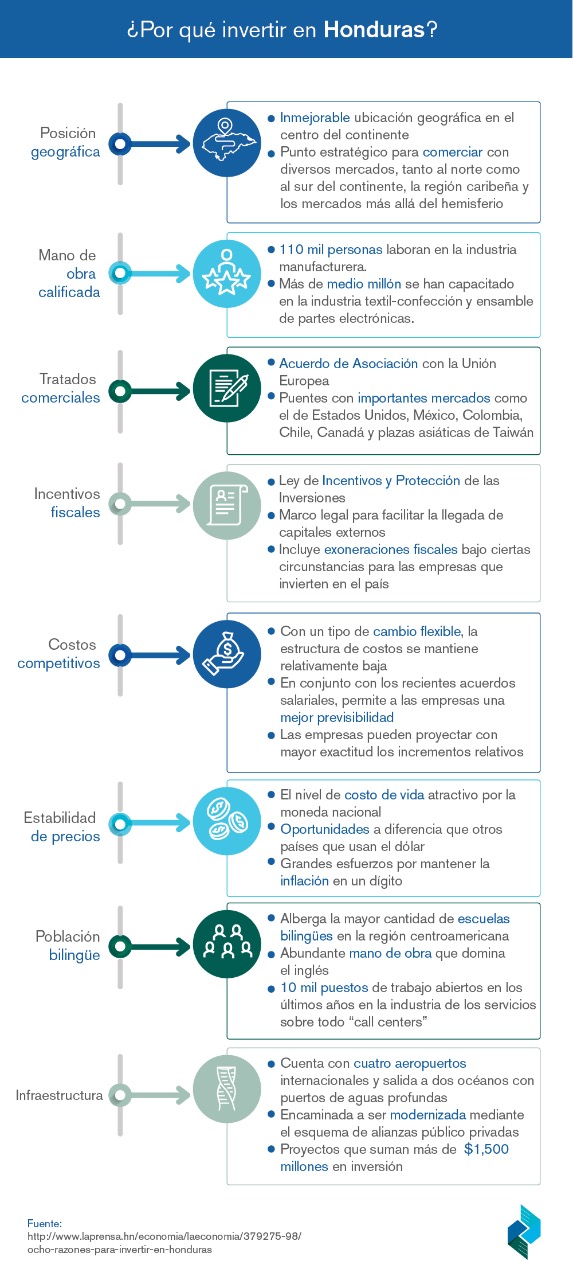 ¿Por qué invertir en Honduras?
Posición
geográfica
Inmejorable ubicación geográfica en el
centro del continente
Punto estratégico para comerciar con
diversos mercados, tanto al norte como
al sur del continente, la región caribeña y
los mercados más allá del hemisferio
Mano de
obra
calificada
110 mil personas laboran en la industria
manufacturera.
Más de medio millón se han capacitado
en la industria textil-confección y ensamble
de partes electrónicas.
Tratados
comerciales
Acuerdo de Asociación con la Unión
Europea
Puentes con importantes mercados como
el de Estados Unidos, México, Colombia,
Chile, Canadá y plazas asiáticas de Taiwán
Incentivos
fiscales
Ley de Incentivos y Protección de las
Inversiones
Marco legal para facilitar la llegada de
capitales externos
Incluye exoneraciones fiscales bajo ciertas
circunstancias para las empresas que
invierten en el país
Costos
competitivos
$
Con un tipo de cambio flexible, la
estructura de costos se mantiene
relativamente baja
En conjunto con los recientes acuerdos
salariales, permite a las empresas una
mejor previsibilidad
Las empresas pueden proyectar con
mayor exactitud los incrementos relativos
Estabilidad
de precios
El nivel de costo de vida atractivo por la
moneda nacional
Oportunidades a diferencia que otros
países que usan el dólar
Grandes esfuerzos por mantener la
inflación en un dígito
Población
bilingüe
Alberga la mayor cantidad de escuelas
bilingües en la región centroamericana
Abundante mano de obra que domina
el inglés
10 mil puestos de trabajo abiertos en los
últimos años en la industria de los servicios
sobre todo “call centers”
Infraestructura
Cuenta con cuatro aeropuertos
internacionales y salida a dos océanos con
puertos de aguas profundas
Encaminada a ser modernizada mediante
el esquema de alianzas público privadas
Proyectos que suman más de $1,500
millones en inversión
Fuente:
http://www.laprensa.hn/economia/laeconomia/379275-98/
ocho-razones-para-invertir-en-honduras